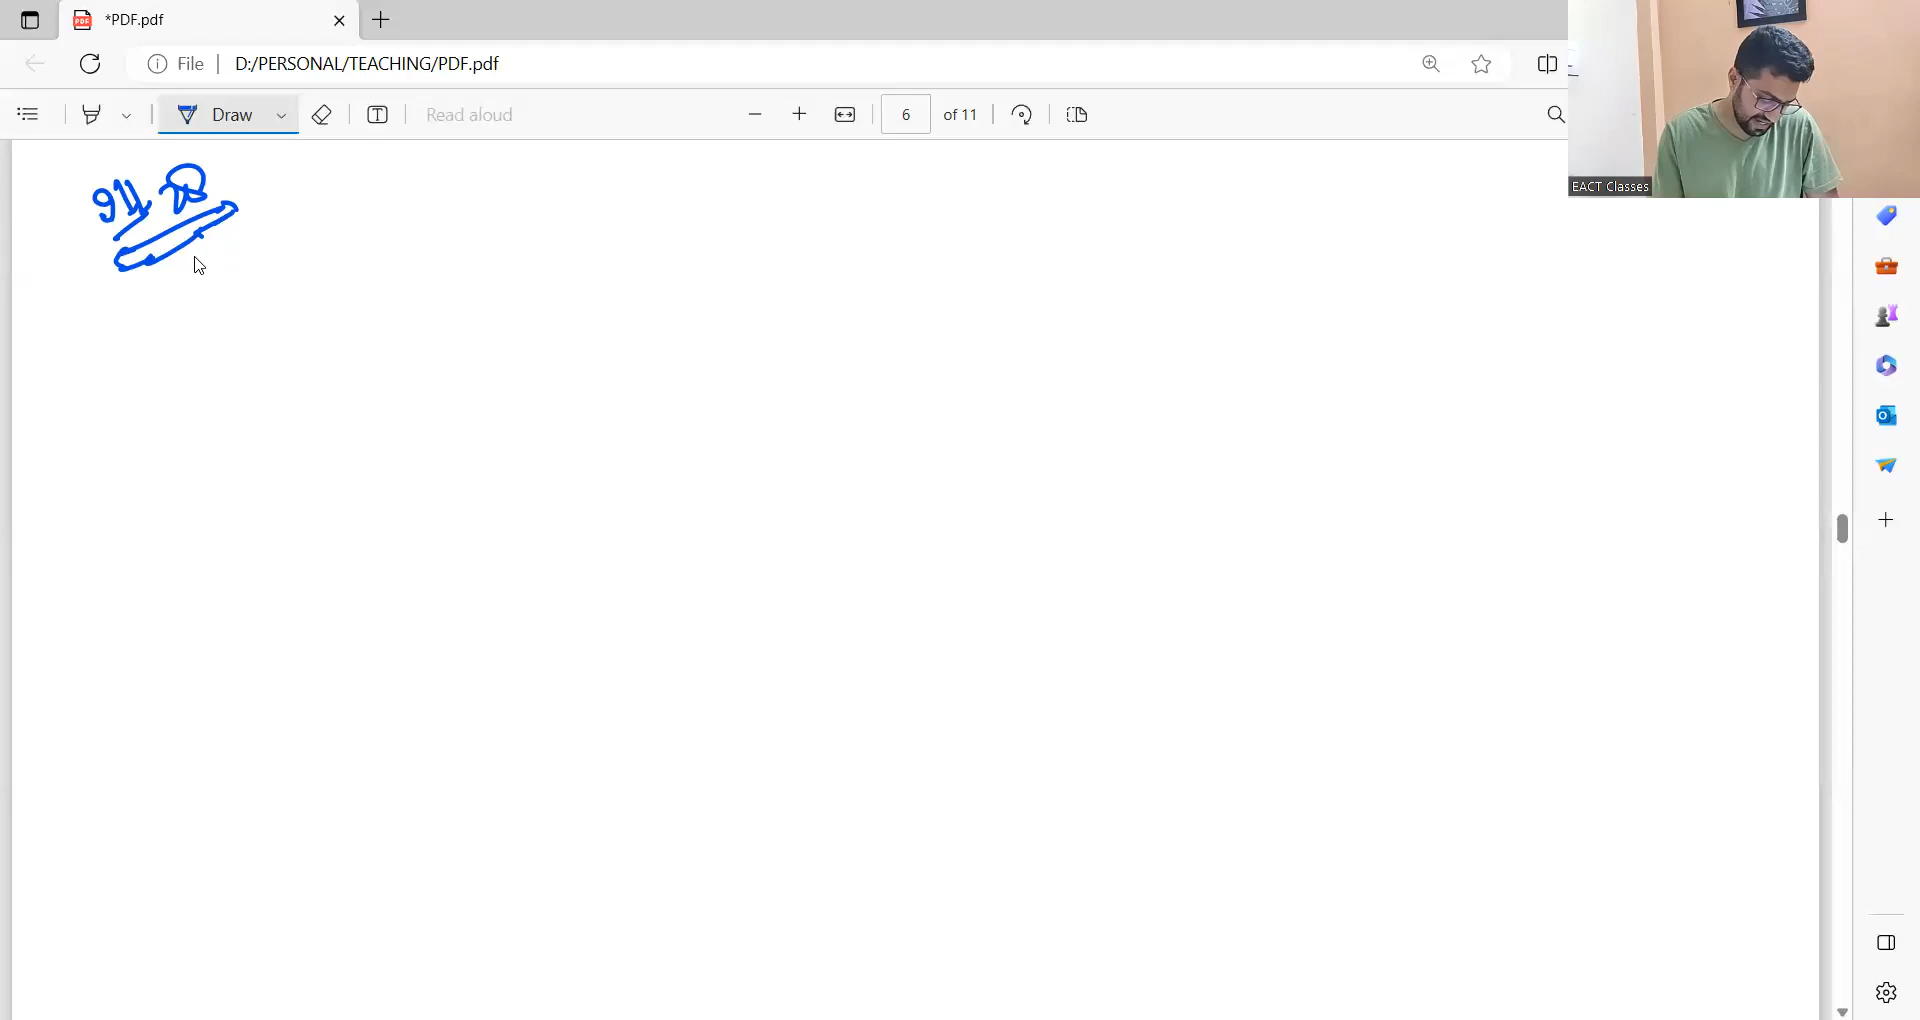 *PDF.pdf
File D:/PERSONAL/TEACHING/PDF.pdf
Draw Read aloud 6 of 11
EACT Classes